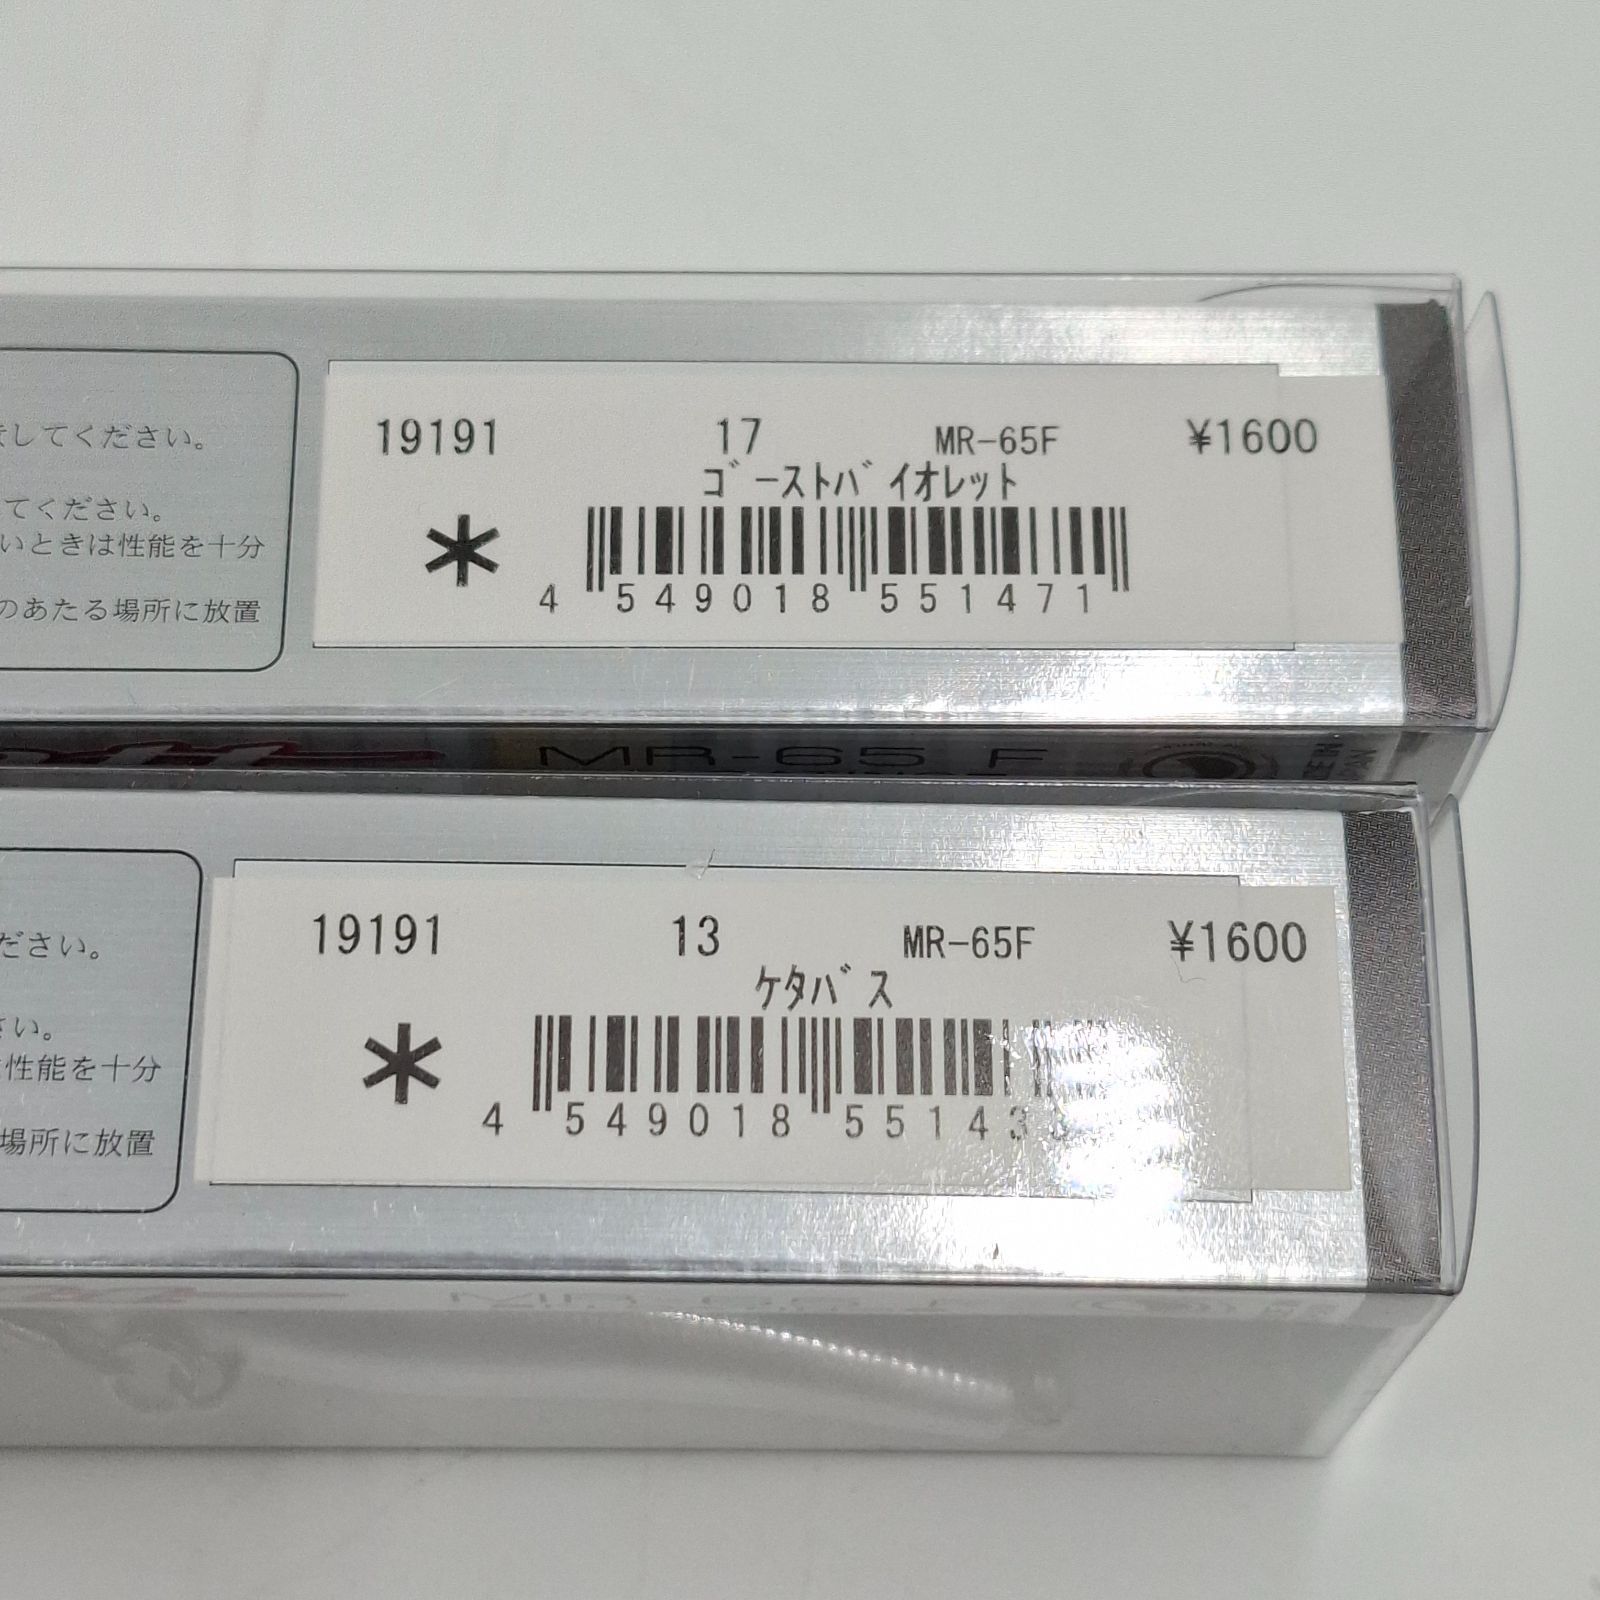 してください。
てください。
いときは性能を十分
のあたる場所に放置
19191 17 MR-65F ¥1600
ゴーストバイオレット
*
4 549018 551471
MR-65 F
ださい。
さい。
性能を十分
場所に放置
19191 13 MR-65F ¥1600
ケタバス
*
4 549018 55143